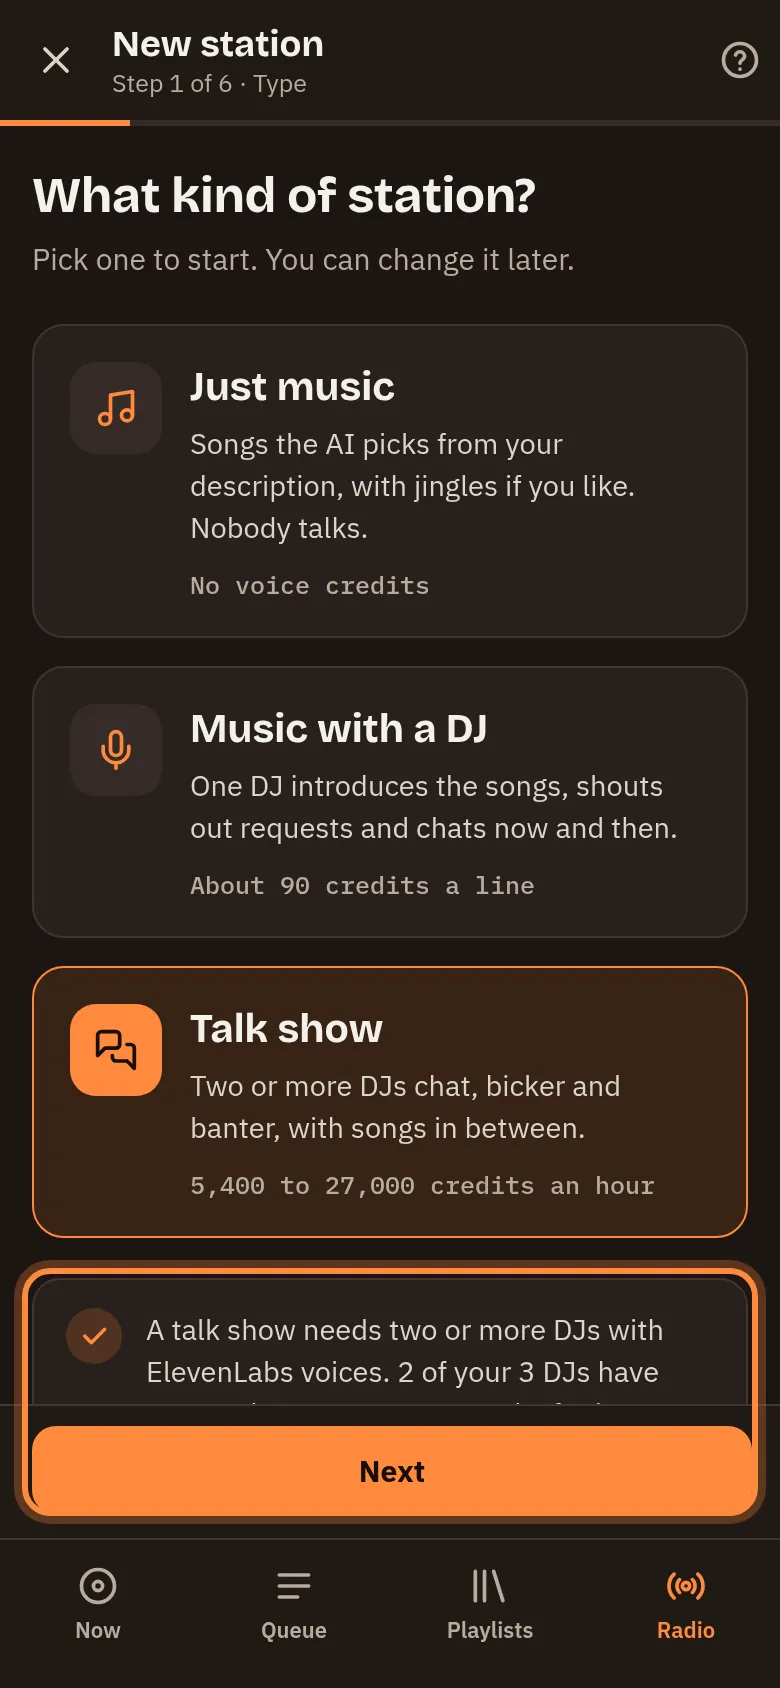 New station
Step 1 of 6 · Type
What kind of station?
Pick one to start. You can change it later.
Just music
Songs the AI picks from your
description, with jingles if you like.
Nobody talks.
No voice credits
Music with a DJ
One DJ introduces the songs, shouts
out requests and chats now and then.
About 90 credits a line
Talk show
Two or more DJs chat, bicker and
banter, with songs in between.
5,400 to 27,000 credits an hour
A talk show needs two or more DJs with
ElevenLabs voices. 2 of your 3 DJs have
Next
Now
Queue
Playlists
Radio